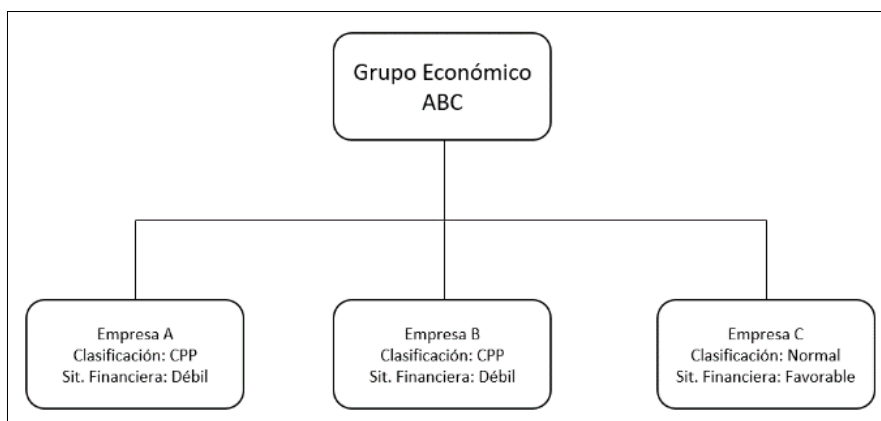 Grupo Económico
ABC
Empresa A
Clasificación: CPP
Sit. Financiera: Débil
Empresa B
Clasificación: CPP
Sit. Financiera: Débil
Empresa C
Clasificación: Normal
Sit. Financiera: Favorable